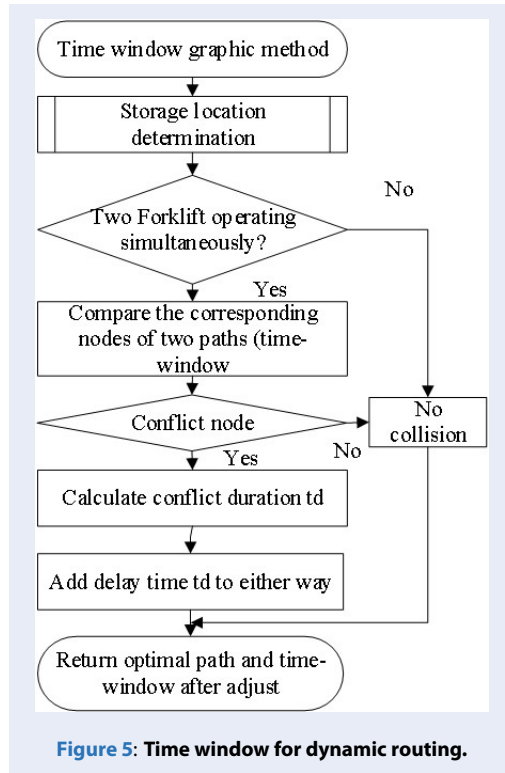 Time window graphic method
Storage location
determination
No
Two Forklift operating
simultaneously?
Yes
Compare the corresponding
nodes of two paths (time-
window
Conflict node
No
collision
Yes
No
Calculate conflict duration td
Add delay time td to either way
Return optimal path and time-
window after adjust
Figure 5: Time window for dynamic routing.